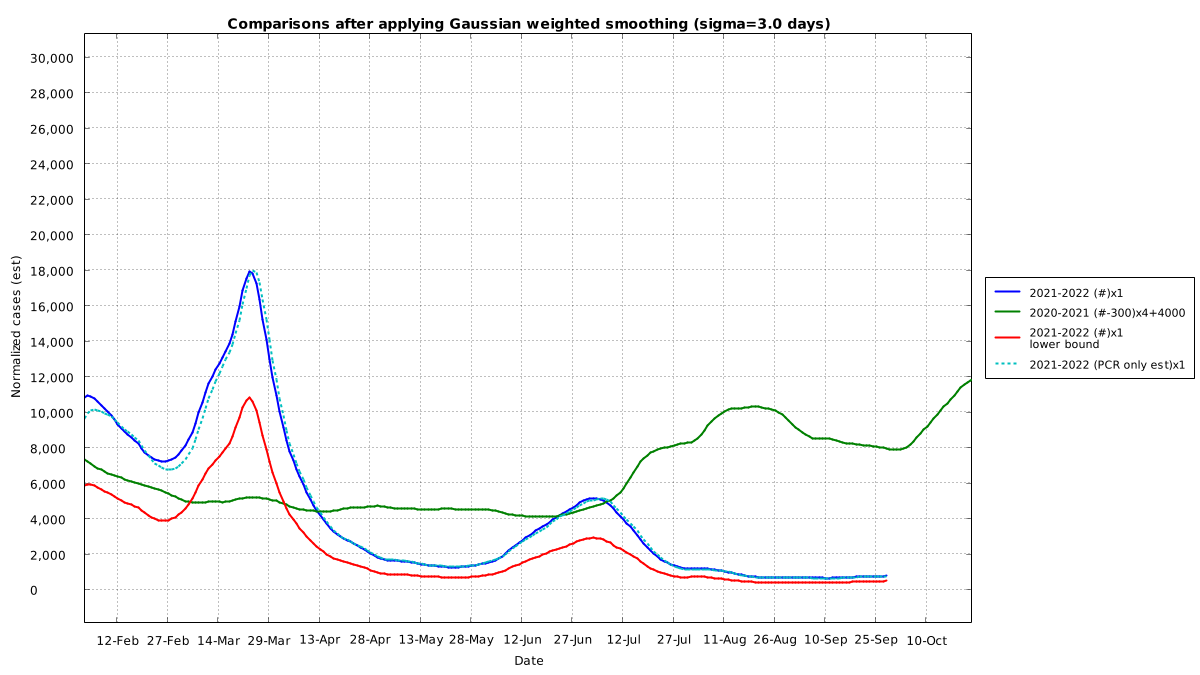 Comparisons after applying Gaussian weighted smoothing (sigma=3.0 days)
Normalized cases (est)
30,000
28,000
26,000
24,000
22,000
20,000
18,000
16,000
14,000
12,000
10,000
8,000
6,000
4,000
2,000
0
12-Feb 27-Feb 14-Mar 29-Mar 13-Apr 28-Apr 13-May 28-May 12-Jun 27-Jun 12-Jul 27-Jul 11-Aug 26-Aug 10-Sep 25-Sep 10-Oct
Date
2021-2022 (#)x1
2020-2021 (#-300)x4+4000
2021-2022 (#)x1
lower bound
2021-2022 (PCR only est)x1